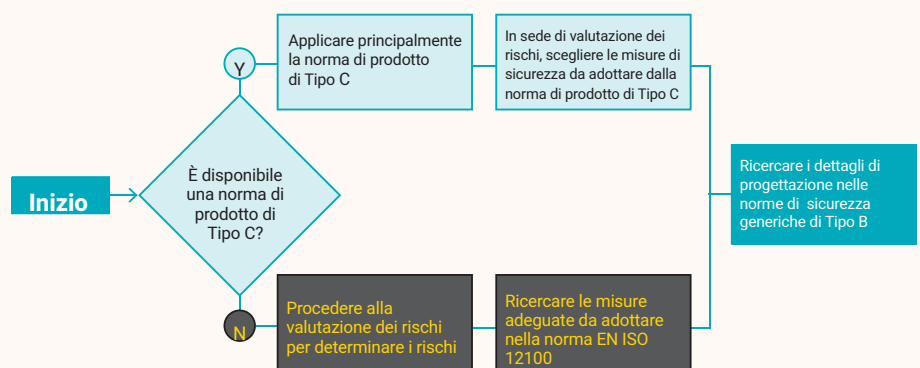 Inizio
È disponibile
una norma di
prodotto di
Tipo C?
Y
Applicare principalmente
la norma di prodotto
di Tipo C
In sede di valutazione dei
rischi, scegliere le misure di
sicurezza da adottare dalla
norma di prodotto di Tipo C
N
Procedere alla
valutazione dei rischi
per determinare i rischi
Ricercare le misure
adeguate da adottare
nella norma EN ISO
12100
Ricercare i dettagli di
progettazione nelle
norme di sicurezza
generiche di Tipo B